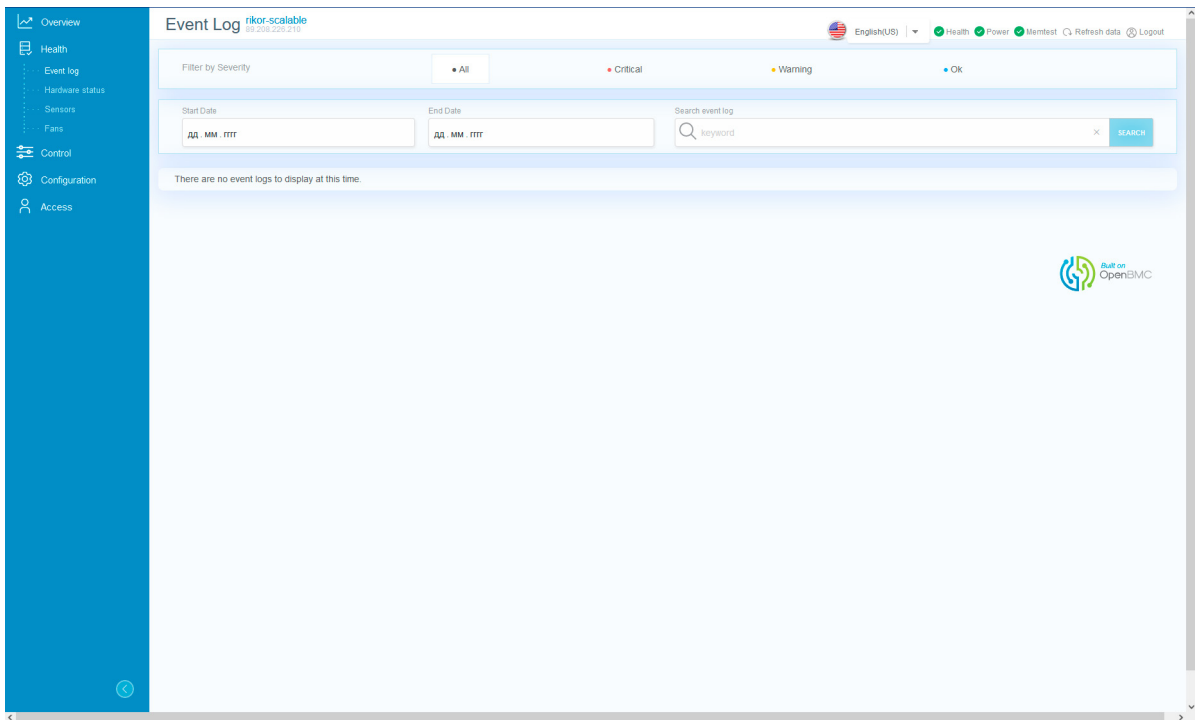 Overview
Health
Event log
Hardware status
Sensors
Fans
Control
Configuration
Access
Event Log rikor-scalable
89.208.226.210
English(US)
Health Power Memtest Refresh data Logout
Filter by Severity All Critical Warning Ok
Start Date End Date Search event log
дд . мм . гггг дд . мм . гггг keyword × SEARCH
There are no event logs to display at this time.
Built on
OpenBMC